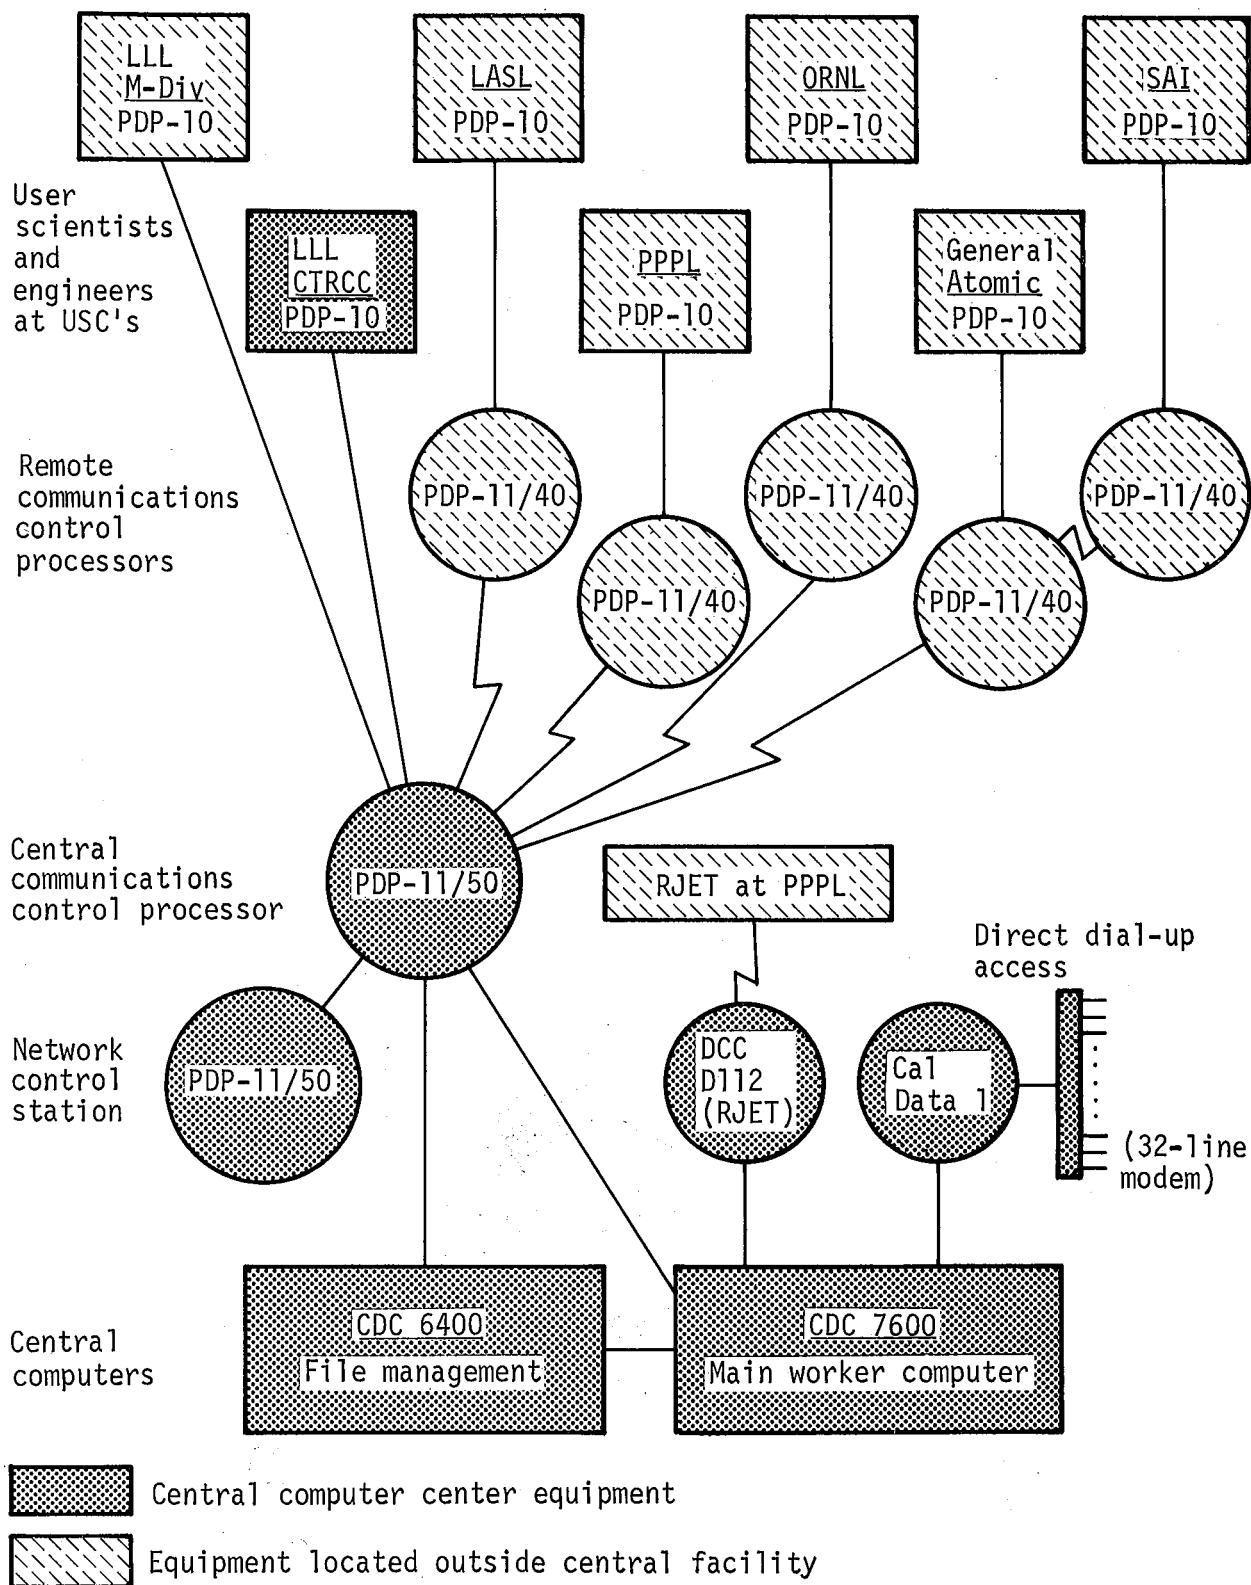 LLL
M-Div
PDP-10
LASL
PDP-10
ORNL
PDP-10
SAI
PDP-10
User
scientists
and
engineers
at USC's
LLL
CTRCC
PDP-10
PPPL
PDP-10
General
Atomic
PDP-10
Remote
communications
control
processors
PDP-11/40
PDP-11/40
PDP-11/40
PDP-11/40
PDP-11/40
Central
communications
control processor
PDP-11/50
RJET at PPPL
Direct dial-up
access
Network
control
station
PDP-11/50
DCC
D112
(RJET)
Cal
Data 1
(32-line
modem)
Central
computers
CDC 6400
File management
CDC 7600
Main worker computer
Central computer center equipment
Equipment located outside central facility